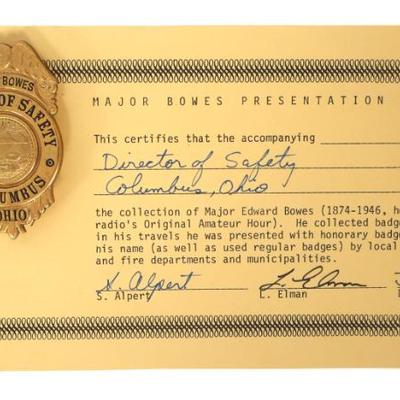 BOWES
OF SAFETY
COLUMBUS
OHIO
MAJOR BOWES PRESENTATION
This certifies that the accompanying
Director of Safety
Columbus, Ohio
the collection of Major Edward Bowes (1874-1946, h
radio's Original Amateur Hour). He collected badge
in his travels he was presented with honorary badge
his name (as well as used regular badges) by local
and fire departments and municipalities.
S. Alpert
L. Elman
S. Alpert
L. Elman